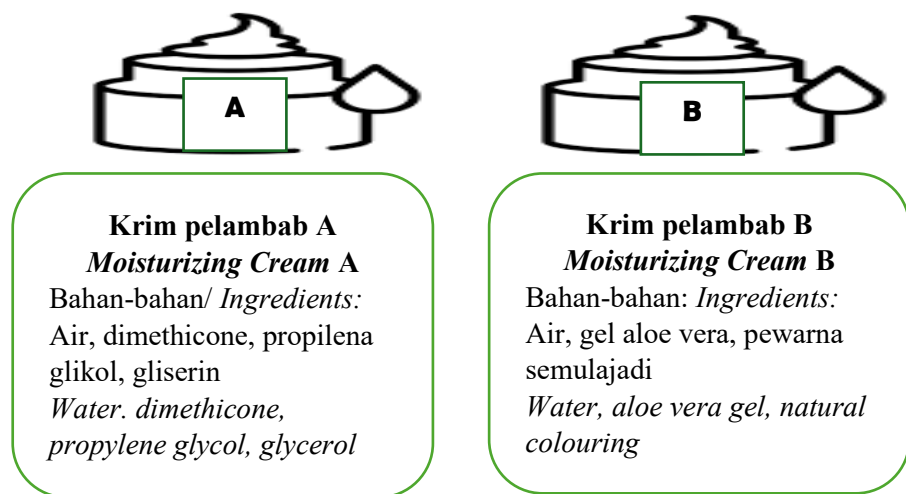 A
B
Krim pelambab A
Moisturizing Cream A
Bahan-bahan/ Ingredients:
Air, dimethicone, propilena
glikol, gliserin
Water. dimethicone,
propylene glycol, glycerol
Krim pelambab B
Moisturizing Cream B
Bahan-bahan: Ingredients:
Air, gel aloe vera, pewarna
semulajadi
Water, aloe vera gel, natural
colouring